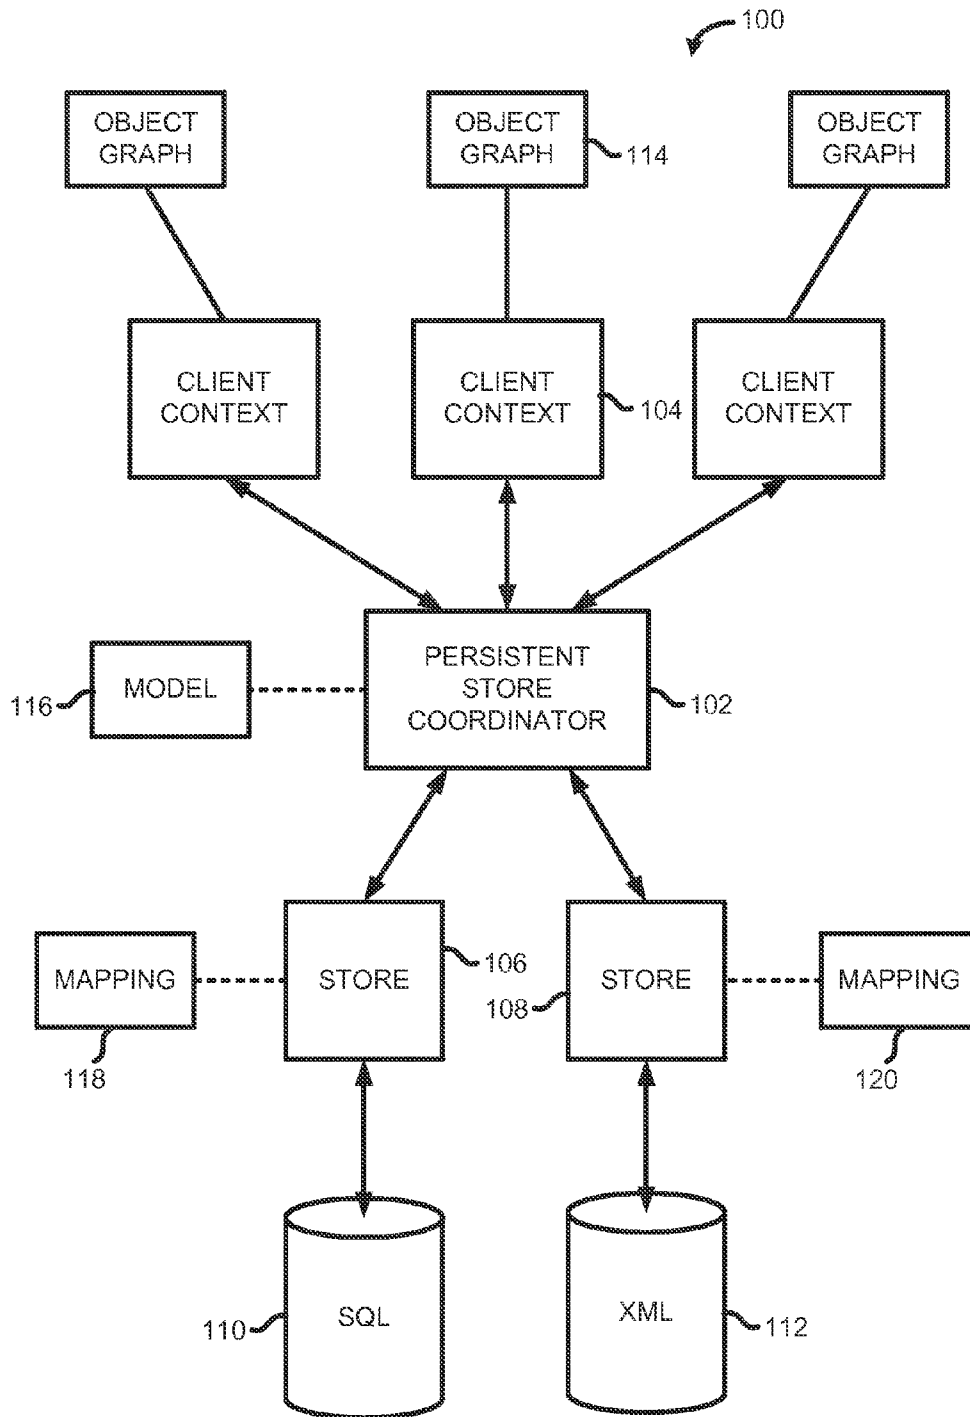 100
OBJECT
GRAPH
OBJECT
GRAPH
114
OBJECT
GRAPH
CLIENT
CONTEXT
CLIENT
CONTEXT
104
CLIENT
CONTEXT
116
MODEL
PERSISTENT
STORE
COORDINATOR
102
MAPPING
118
STORE
106
108
STORE
MAPPING
120
110
SQL
XML
112